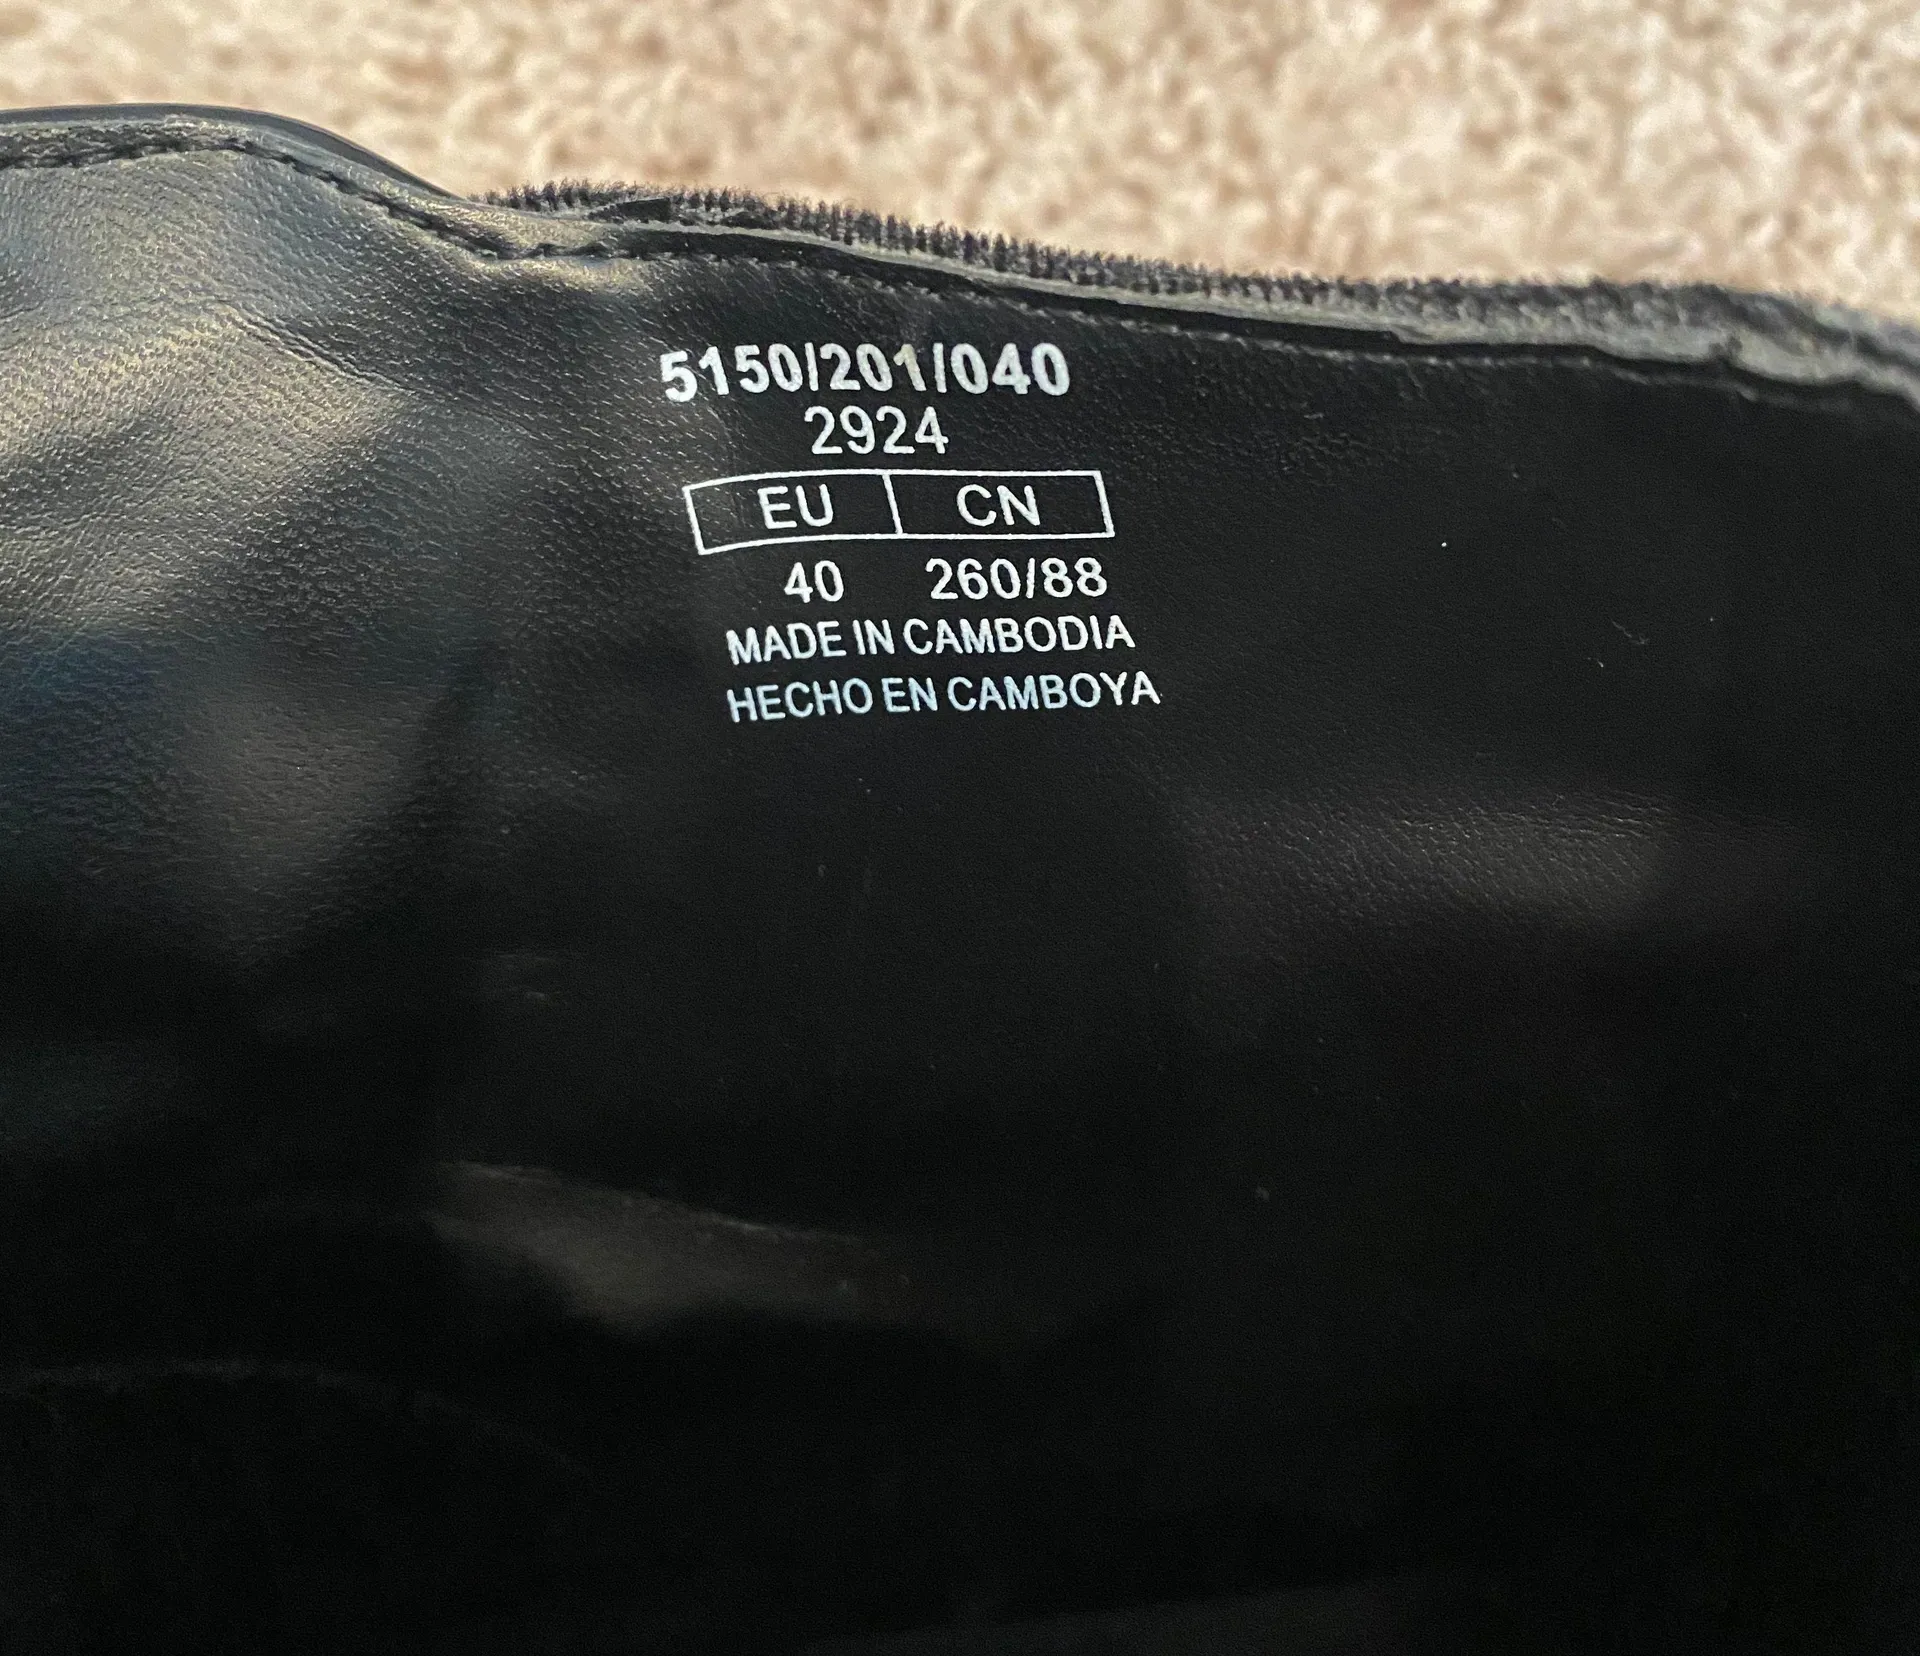 5150/201/040
2924
EU CN
40 260/88
MADE IN CAMBODIA
HECHO EN CAMBOYA